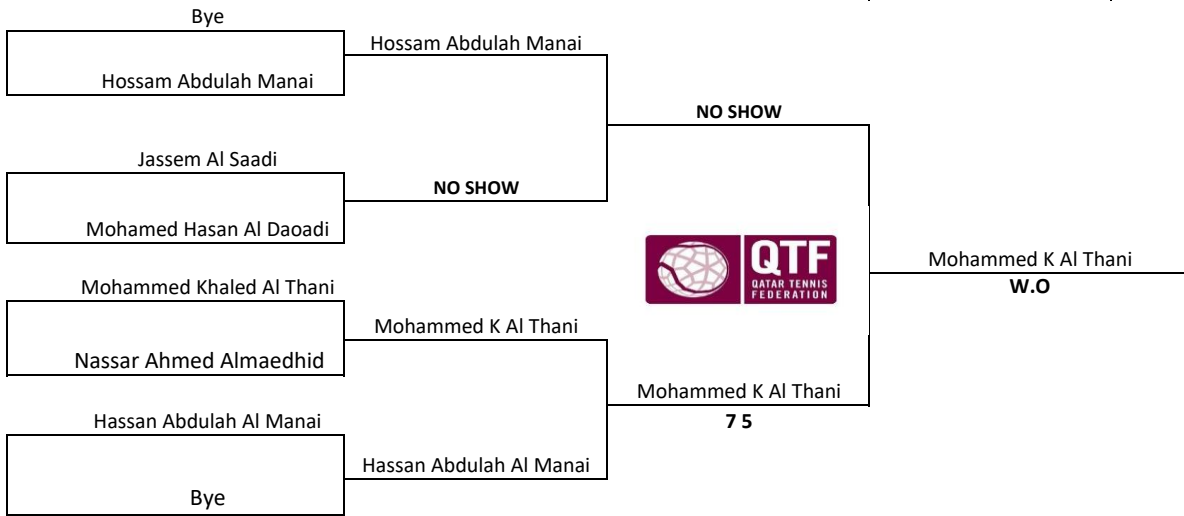 Bye
Hossam Abdulah Manai
Hossam Abdulah Manai
NO SHOW
Jassem Al Saadi
NO SHOW
Mohamed Hasan Al Daoadi
QTF
QATAR TENNIS
FEDERATION
Mohammed K Al Thani
W.O
Mohammed Khaled Al Thani
Mohammed K Al Thani
Nassar Ahmed Almaedhid
Mohammed K Al Thani
7 5
Hassan Abdulah Al Manai
Hassan Abdulah Al Manai
Bye